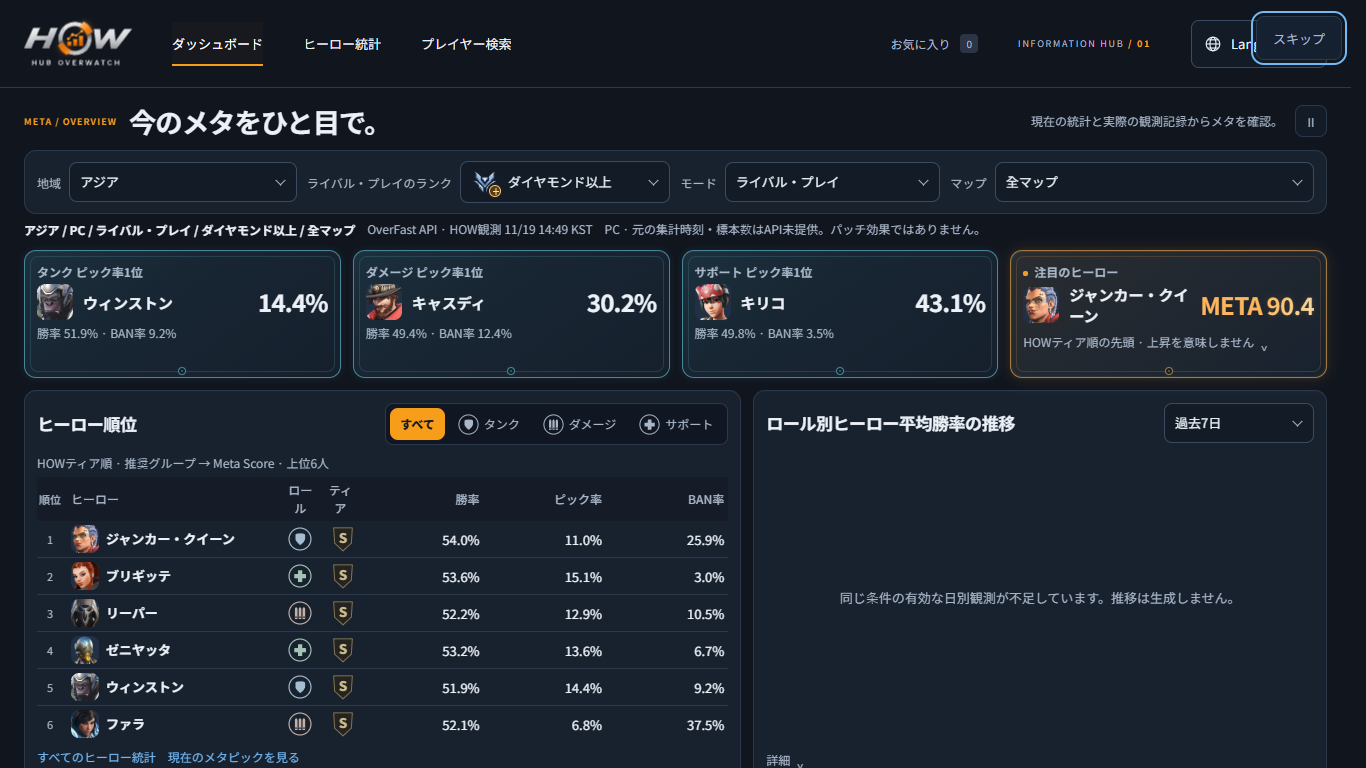 HOW
HUB OVERWATCH
ダッシュボード
ヒーロー統計
プレイヤー検索
お気に入り 0
INFORMATION HUB / 01
スキップ
META / OVERVIEW
今のメタをひと目で。
現在の統計と実際の観測記録からメタを確認。
地域 アジア
ライバル・プレイのランク ダイヤモンド以上
モード ライバル・プレイ
マップ 全マップ
アジア / PC / ライバル・プレイ / ダイヤモンド以上 / 全マップ
OverFast API · HOW観測 11/19 14:49 KST
PC · 元の集計時刻・標本数はAPI未提供。パッチ効果ではありません。
タンク ピック率1位
ウィンストン 14.4%
勝率 51.9% · BAN率 9.2%
ダメージ ピック率1位
キャスディ 30.2%
勝率 49.4% · BAN率 12.4%
サポート ピック率1位
キリコ 43.1%
勝率 49.8% · BAN率 3.5%
注目のヒーロー
ジャンカー・クイ
ーン
META 90.4
HOWティア順の先頭・上昇を意味しません
ヒーロー順位
すべて タンク ダメージ サポート
HOWティア順 · 推奨グループ → Meta Score · 上位6人
順位 ヒーロー ロー
ル ティ
ア 勝率 ピック率 BAN率
1 ジャンカー・クイーン S 54.0% 11.0% 25.9%
2 ブリギッテ S 53.6% 15.1% 3.0%
3 リーパー S 52.2% 12.9% 10.5%
4 ゼニヤッタ S 53.2% 13.6% 6.7%
5 ウィンストン S 51.9% 14.4% 9.2%
6 ファラ S 52.1% 6.8% 37.5%
すべてのヒーロー統計 現在のメタピックを見る
ロール別ヒーロー平均勝率の推移
過去7日
同じ条件の有効な日別観測が不足しています。推移は生成しません。
詳細